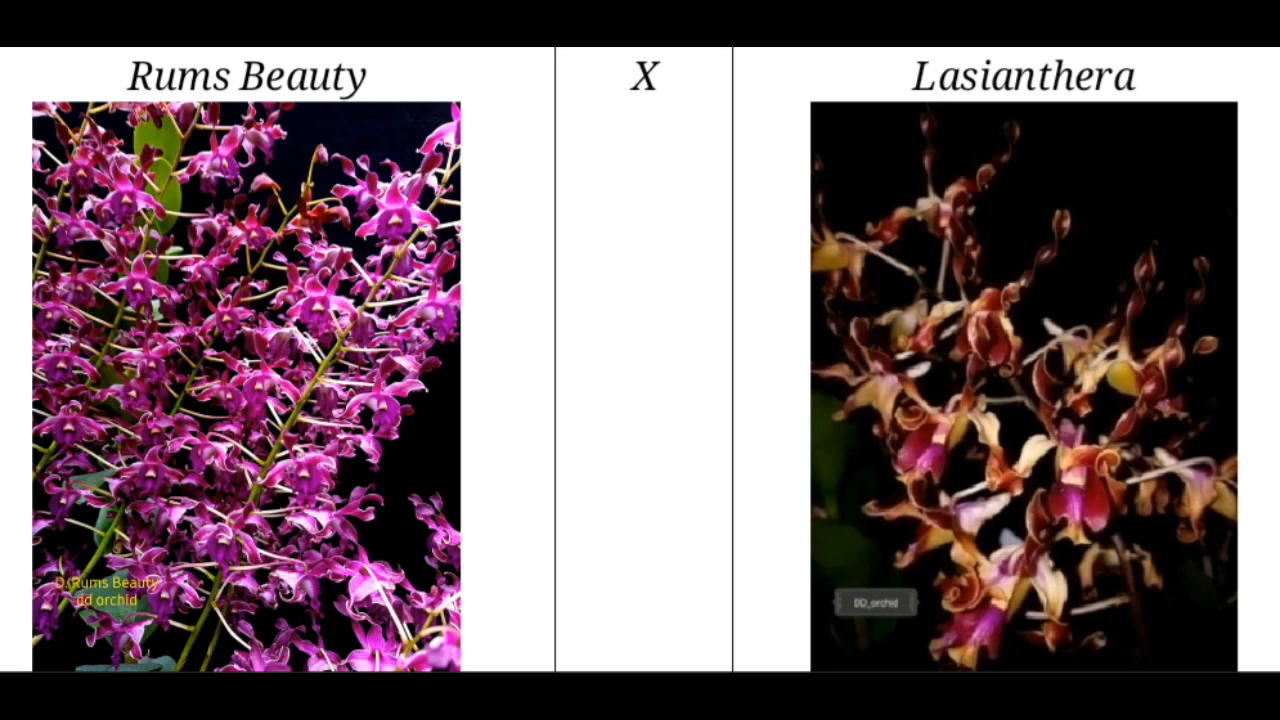 Rums Beauty
X
Lasianthera
D.(Rums Beauty
dd orchid
DD_orchid